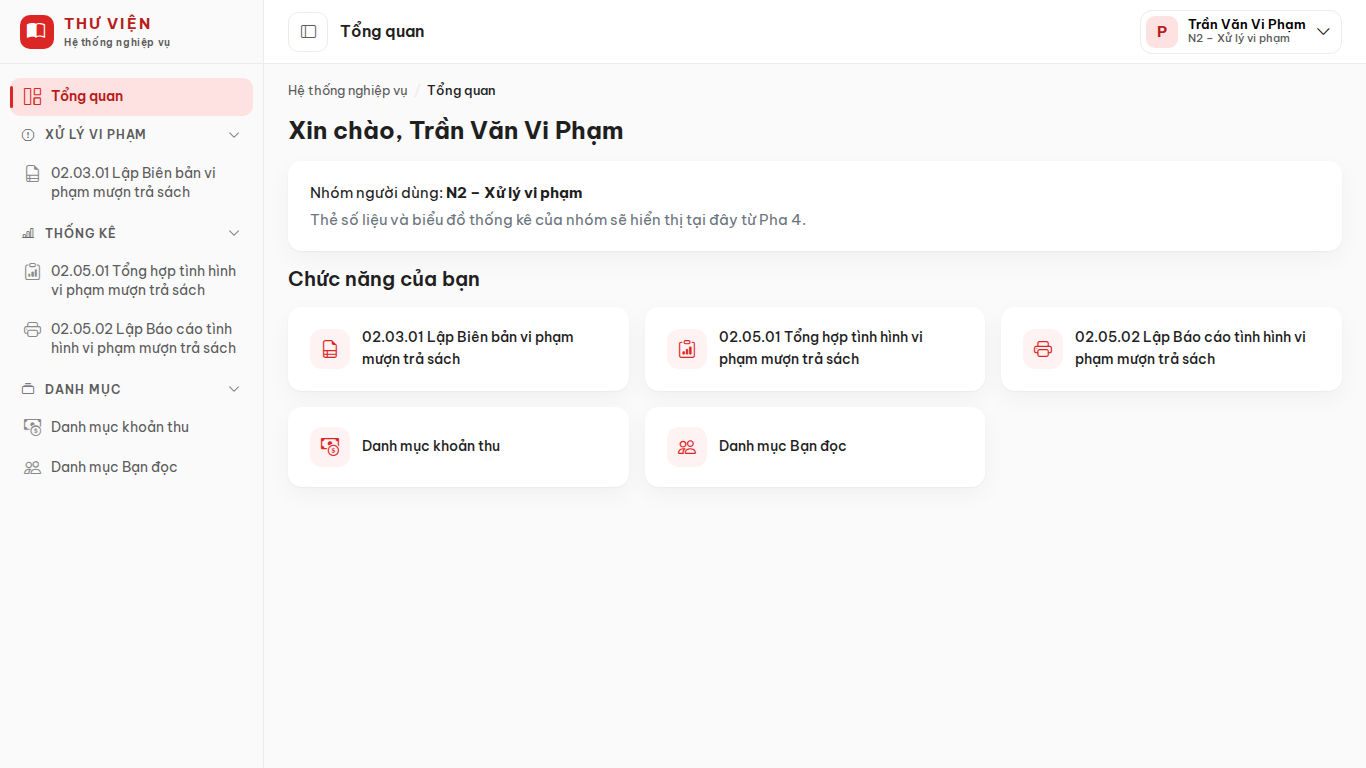 THƯ VIỆN
Hệ thống nghiệp vụ
Tổng quan
XỬ LÝ VI PHẠM
02.03.01 Lập Biên bản vi
phạm mượn trả sách
THỐNG KÊ
02.05.01 Tổng hợp tình hình
vi phạm mượn trả sách
02.05.02 Lập Báo cáo tình
hình vi phạm mượn trả sách
DANH MỤC
Danh mục khoản thu
Danh mục Bạn đọc
Tổng quan
P
Trần Văn Vi Phạm
N2 – Xử lý vi phạm
Hệ thống nghiệp vụ / Tổng quan
Xin chào, Trần Văn Vi Phạm
Nhóm người dùng: N2 – Xử lý vi phạm
Thẻ số liệu và biểu đồ thống kê của nhóm sẽ hiển thị tại đây từ Pha 4.
Chức năng của bạn
02.03.01 Lập Biên bản vi phạm
mượn trả sách
02.05.01 Tổng hợp tình hình vi
phạm mượn trả sách
02.05.02 Lập Báo cáo tình hình vi
phạm mượn trả sách
Danh mục khoản thu
Danh mục Bạn đọc